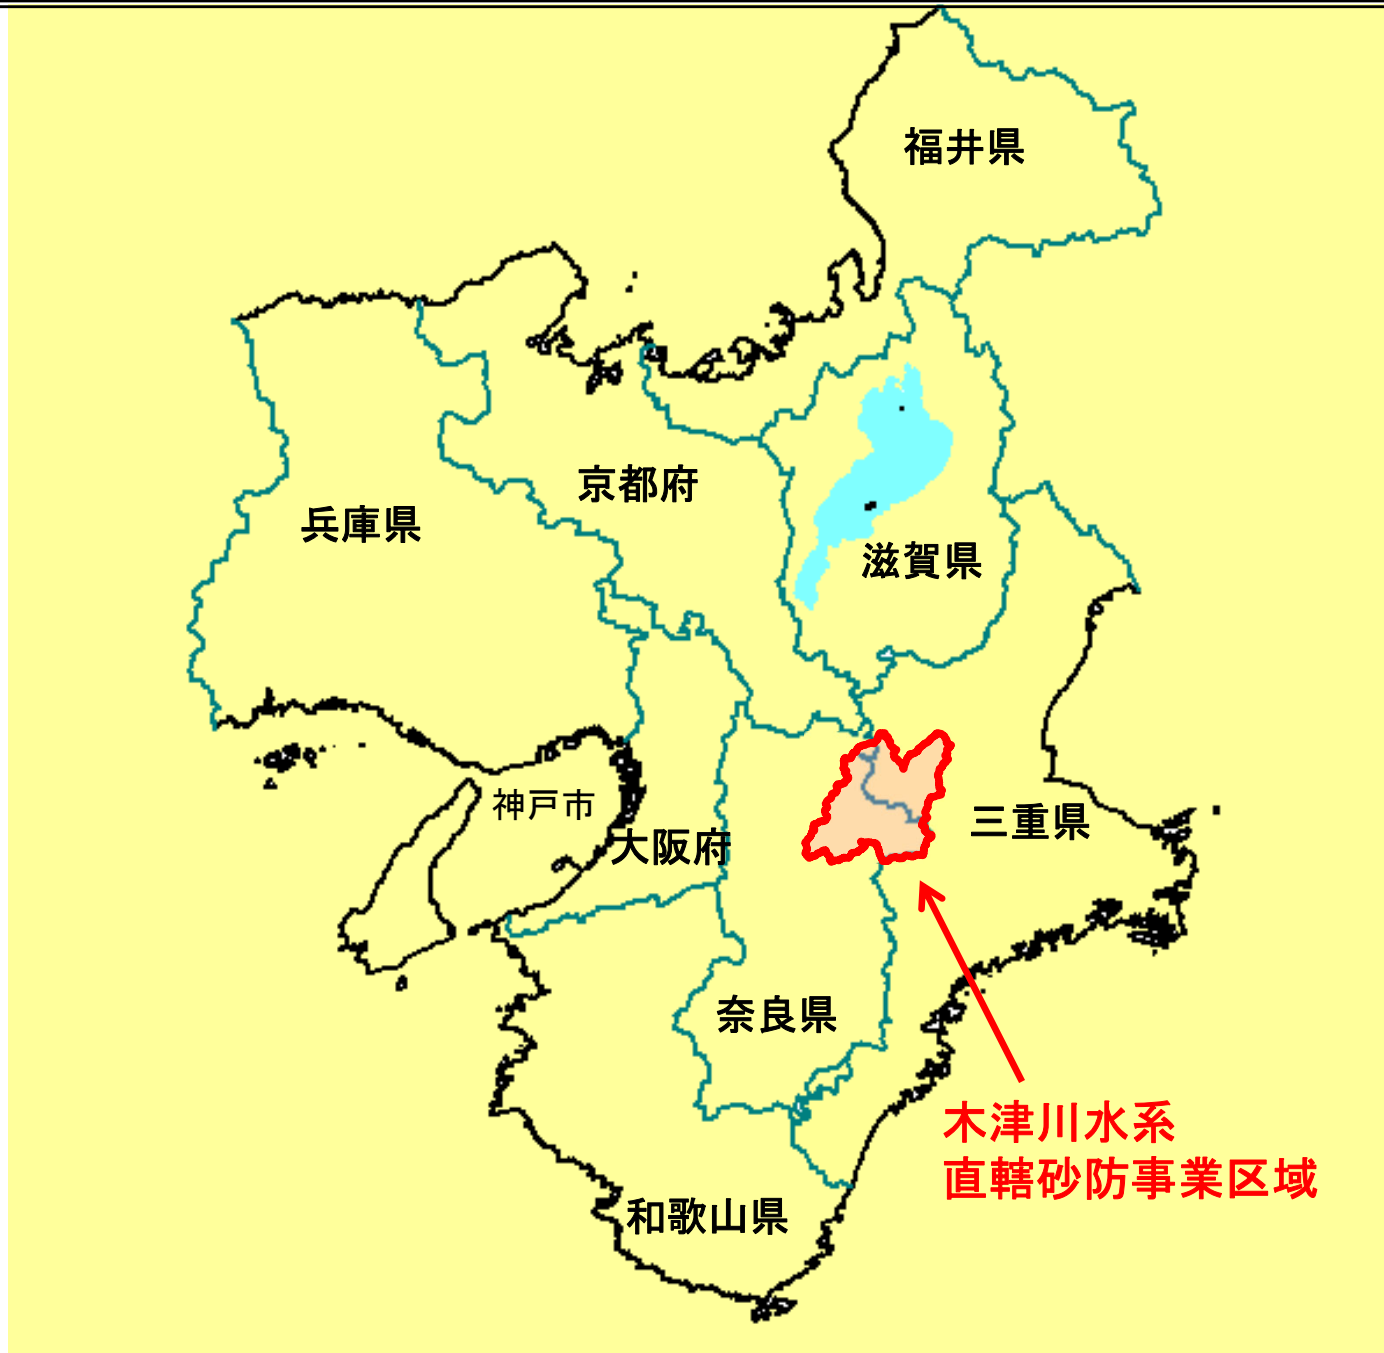 福井県
京都府
兵庫県
滋賀県
神戸市
大阪府
三重県
奈良県
木津川水系
直轄砂防事業区域
和歌山県